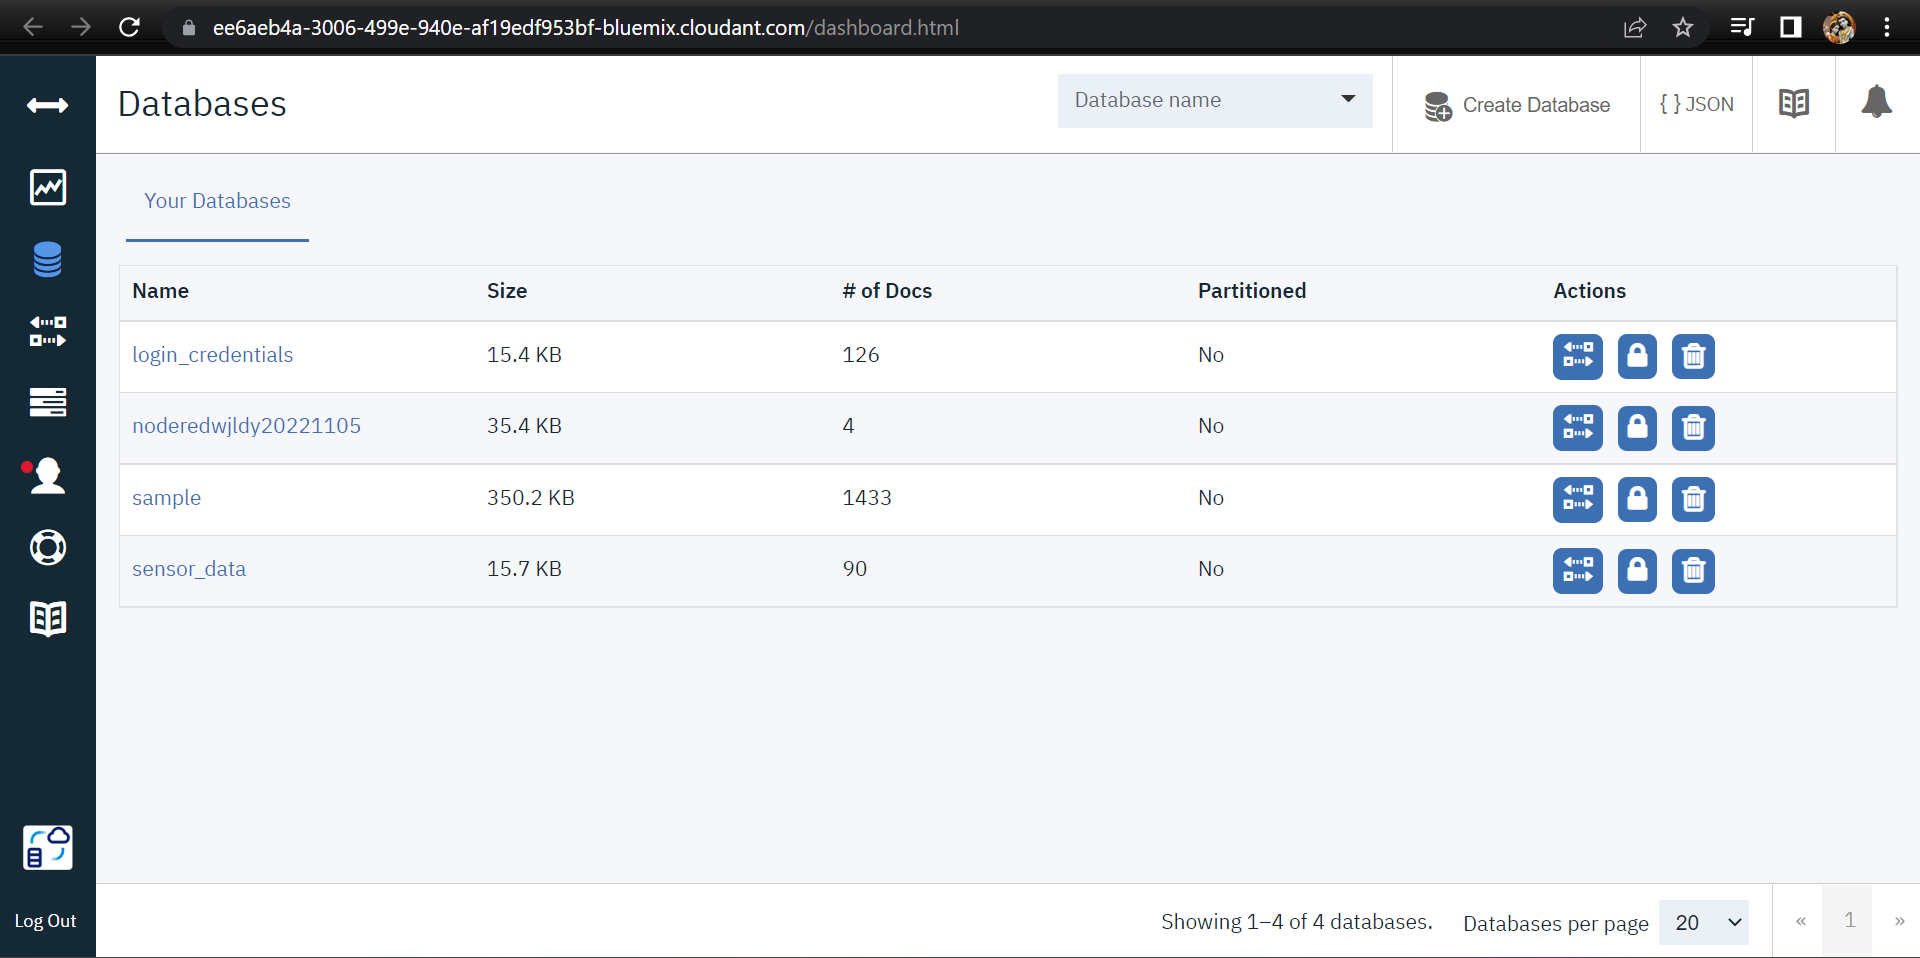 ee6aeb4a-3006-499e-940e-af19edf953bf-bluemix.cloudant.com/dashboard.html
Databases
Database name
Create Database
{ } JSON
Your Databases
Name Size # of Docs Partitioned Actions
login_credentials 15.4 KB 126 No
noderedwjldy20221105 35.4 KB 4 No
sample 350.2 KB 1433 No
sensor_data 15.7 KB 90 No
Log Out
Showing 1–4 of 4 databases. Databases per page 20 « 1 »